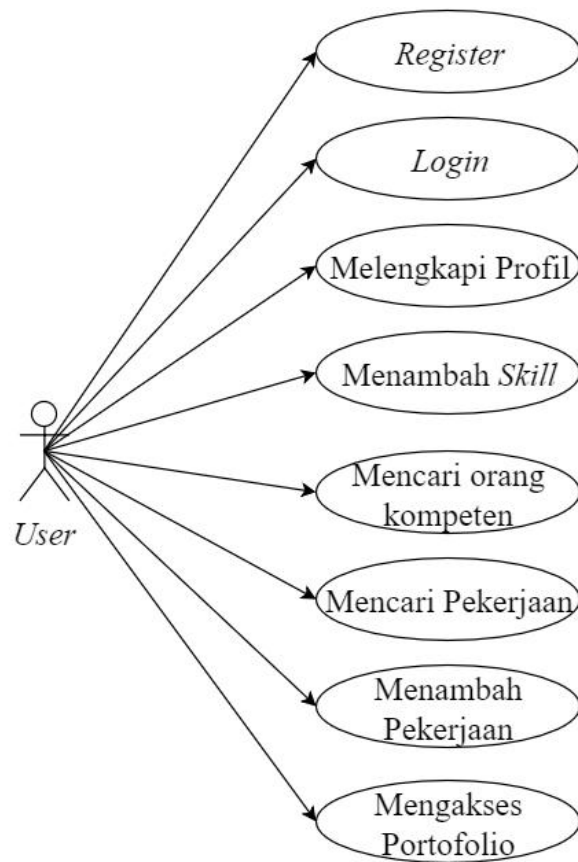 Register
Login
Melengkapi Profil
Menambah Skill
Mencari orang
kompeten
User
Mencari Pekerjaan
Menambah
Pekerjaan
Mengakses
Portofolio